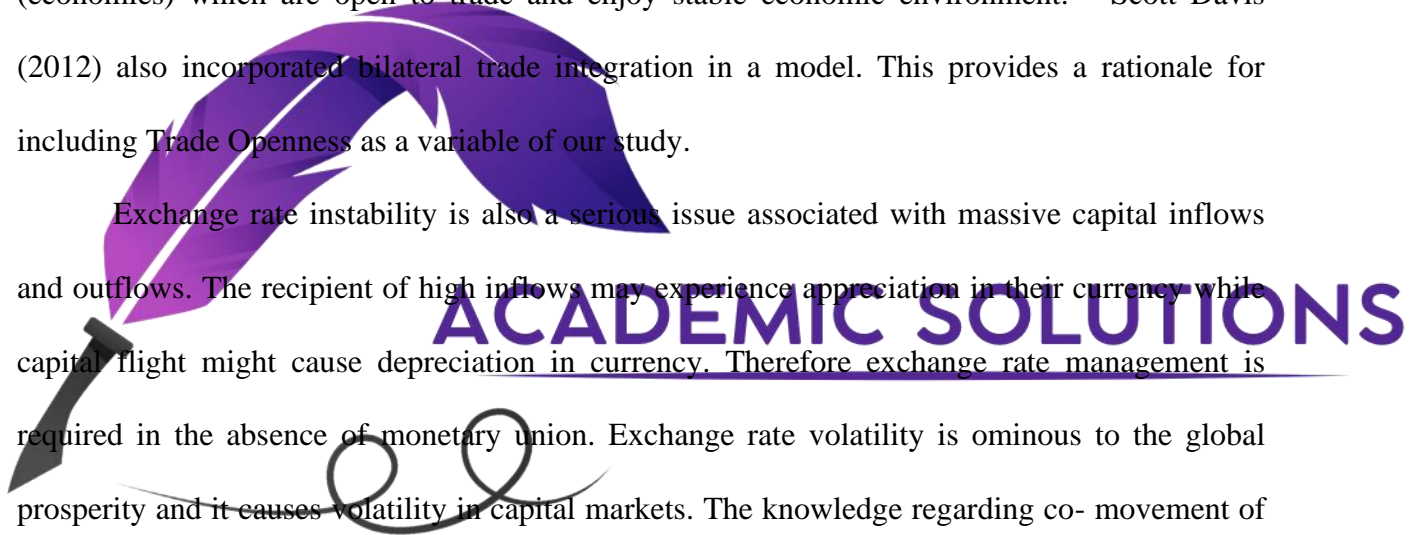 (economies) which are open to trade and enjoy stable economic environment. Scott Davis
(2012) also incorporated bilateral trade integration in a model. This provides a rationale for
including Trade Openness as a variable of our study.
Exchange rate instability is also a serious issue associated with massive capital inflows
and outflows. The recipient of high inflows may experience appreciation in their currency while
ACADEMIC SOLUTIONS
capital flight might cause depreciation in currency. Therefore exchange rate management is
required in the absence of monetary union. Exchange rate volatility is ominous to the global
prosperity and it causes volatility in capital markets. The knowledge regarding co- movement of